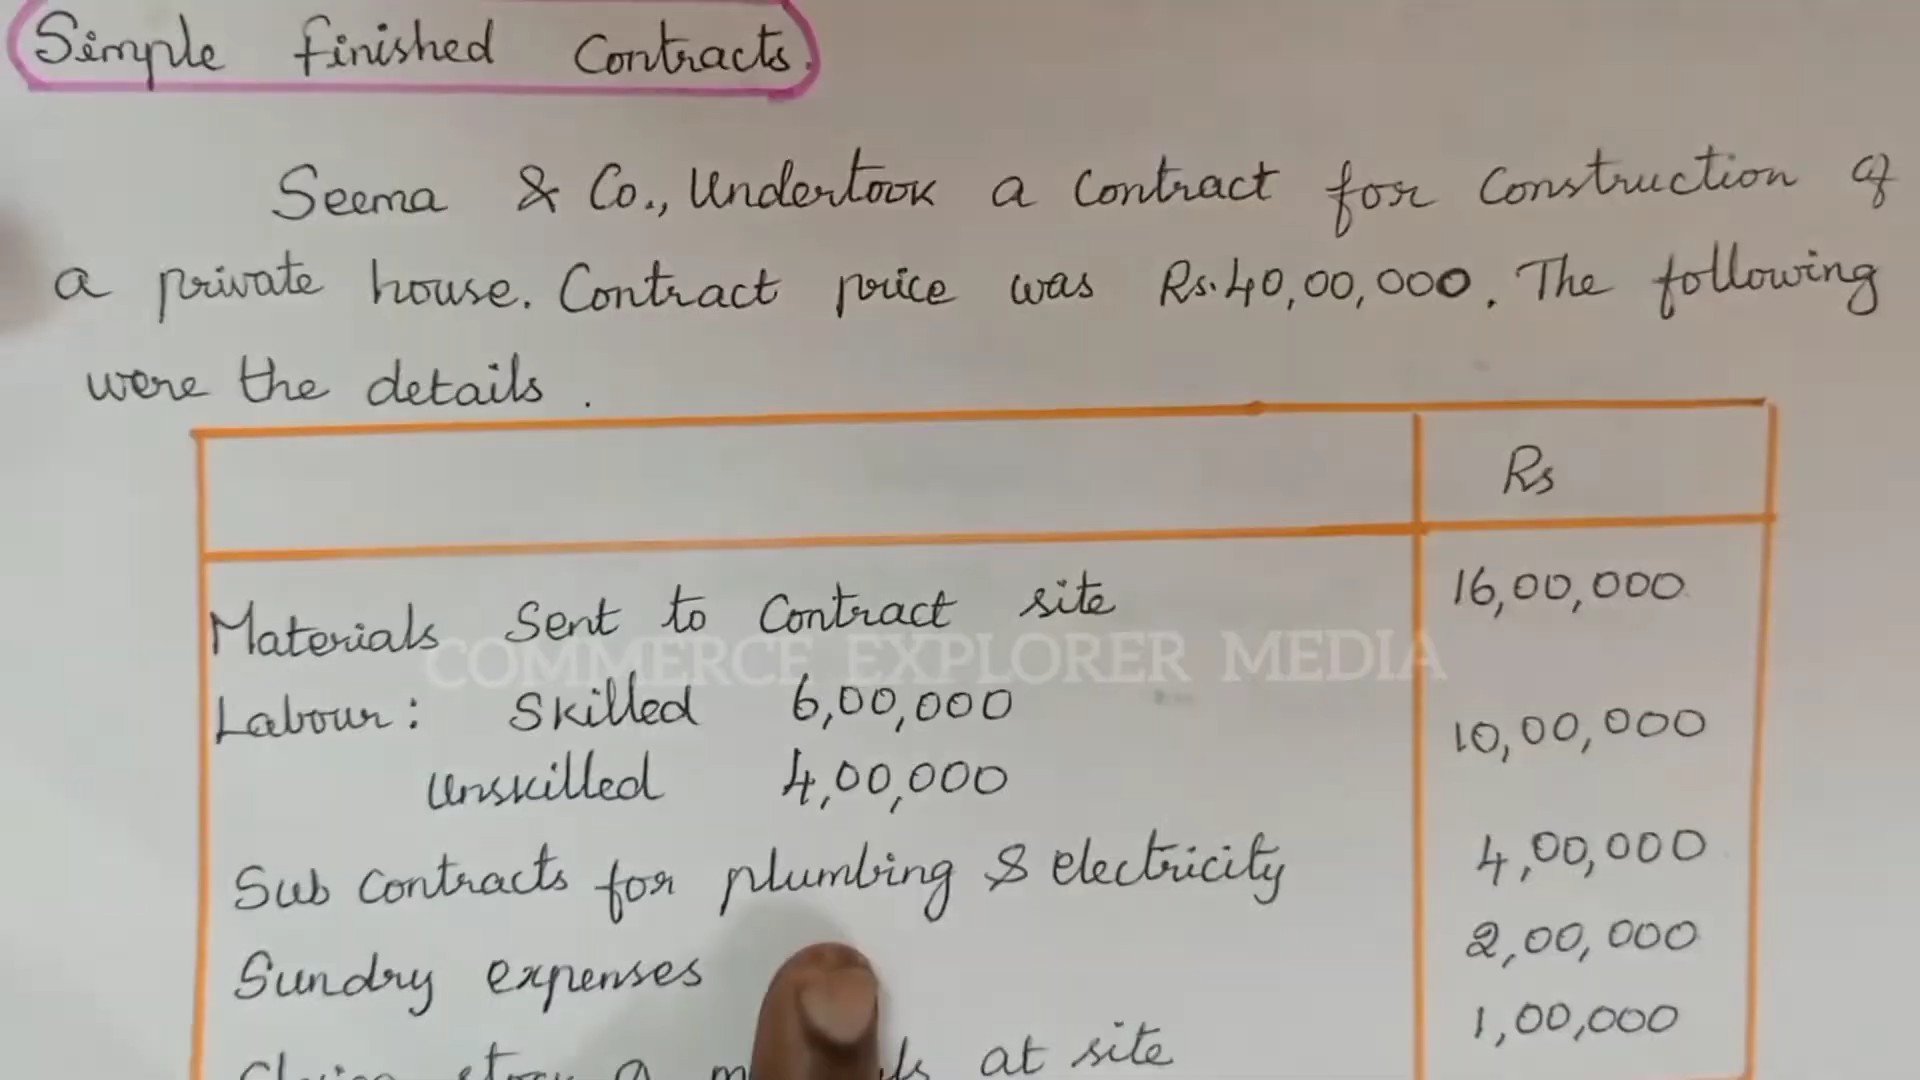 Simple finished Contracts.
Seema & Co., Undertook a Contract for Construction of
a private house. Contract price was Rs.40,00,000. The following
were the details.
Rs
Materials Sent to Contract site 16,00,000
COMMERCE EXPLORER MEDIA
Labour: Skilled 6,00,000 10,00,000
Unskilled 4,00,000
Sub Contracts for plumbing & electricity 4,00,000
Sundry expenses 2,00,000
at site 1,00,000